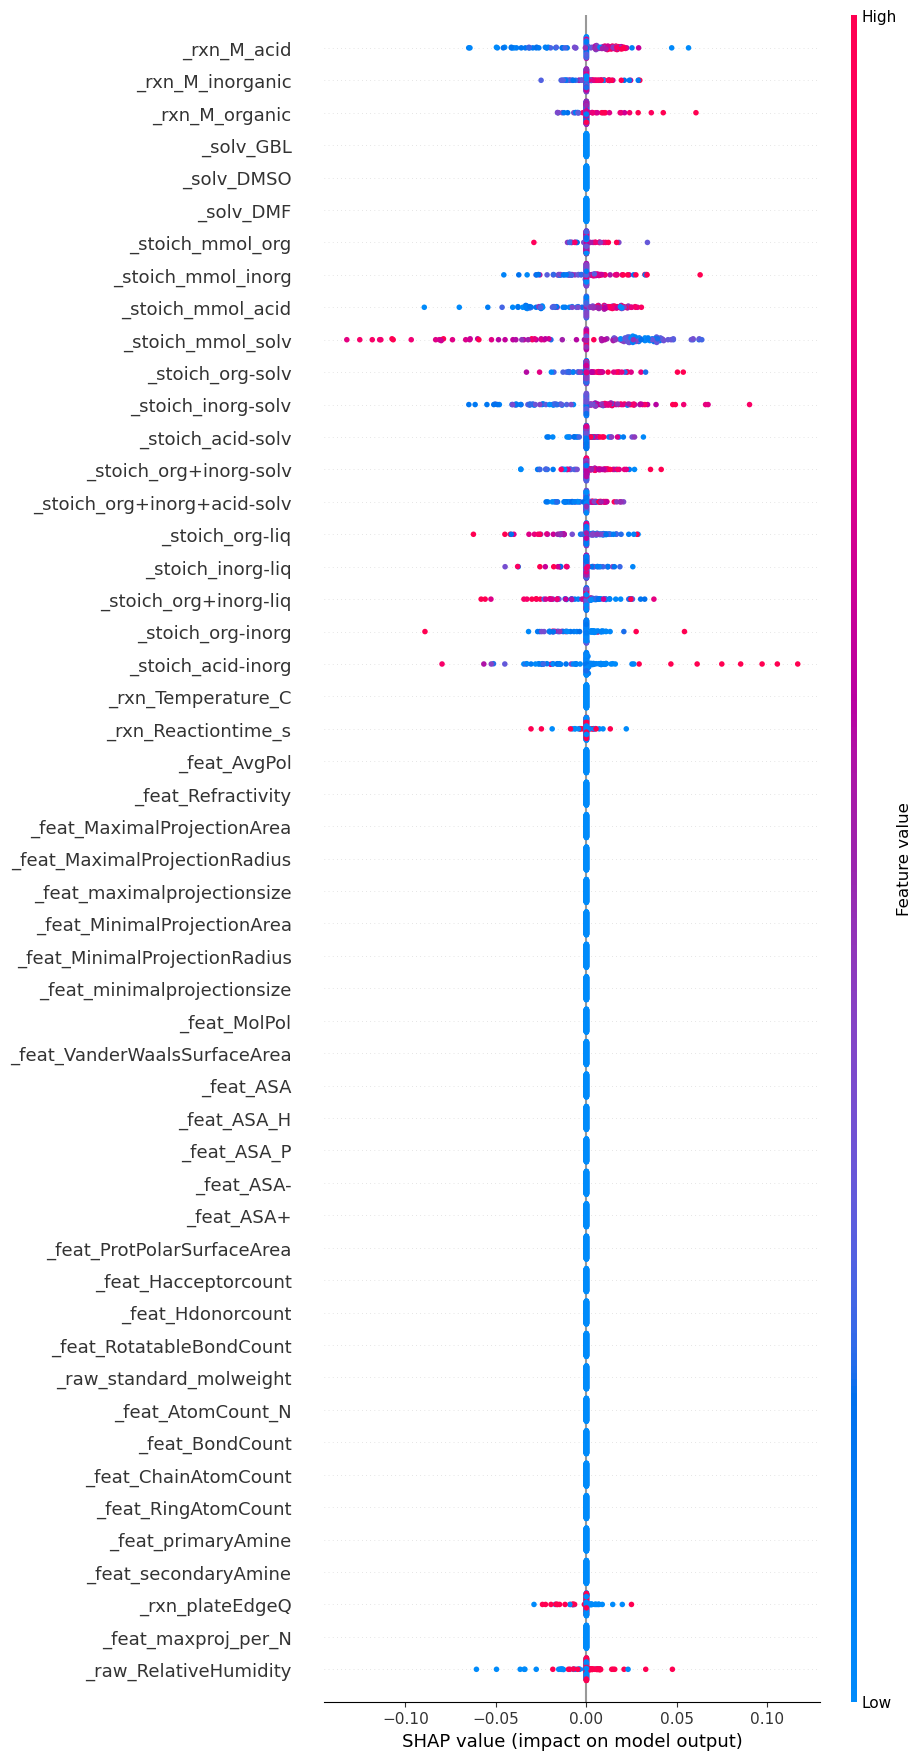 High
_rxn_M_acid
_rxn_M_inorganic
_rxn_M_organic
_solv_GBL
_solv_DMSO
_solv_DMF
_stoich_mmol_org
_stoich_mmol_inorg
_stoich_mmol_acid
_stoich_mmol_solv
_stoich_org-solv
_stoich_inorg-solv
_stoich_acid-solv
_stoich_org+inorg-solv
_stoich_org+inorg+acid-solv
_stoich_org-liq
_stoich_inorg-liq
_stoich_org+inorg-liq
_stoich_org-inorg
_stoich_acid-inorg
_rxn_Temperature_C
_rxn_Reactiontime_s
_feat_AvgPol
_feat_Refractivity
_feat_MaximalProjectionArea
_feat_MaximalProjectionRadius
_feat_maximalprojectionsize
_feat_MinimalProjectionArea
_feat_MinimalProjectionRadius
_feat_minimalprojectionsize
_feat_MolPol
_feat_VanderWaalsSurfaceArea
_feat_ASA
_feat_ASA_H
_feat_ASA_P
_feat_ASA-
_feat_ASA+
_feat_ProtPolarSurfaceArea
_feat_Hacceptorcount
_feat_Hdonorcount
_feat_RotatableBondCount
_raw_standard_molweight
_feat_AtomCount_N
_feat_BondCount
_feat_ChainAtomCount
_feat_RingAtomCount
_feat_primaryAmine
_feat_secondaryAmine
_rxn_plateEdgeQ
_feat_maxproj_per_N
_raw_RelativeHumidity
Feature value
Low
−0.10 −0.05 0.00 0.05 0.10
SHAP value (impact on model output)